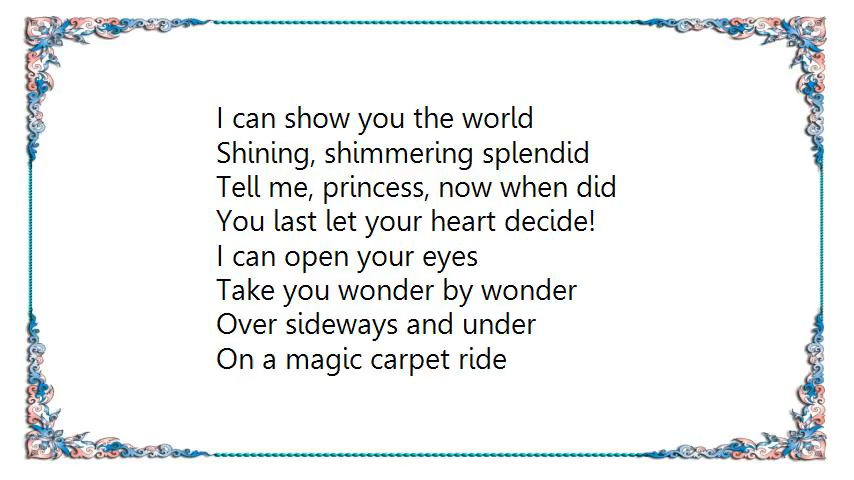 I can show you the world
Shining, shimmering splendid
Tell me, princess, now when did
You last let your heart decide!
I can open your eyes
Take you wonder by wonder
Over sideways and under
On a magic carpet ride